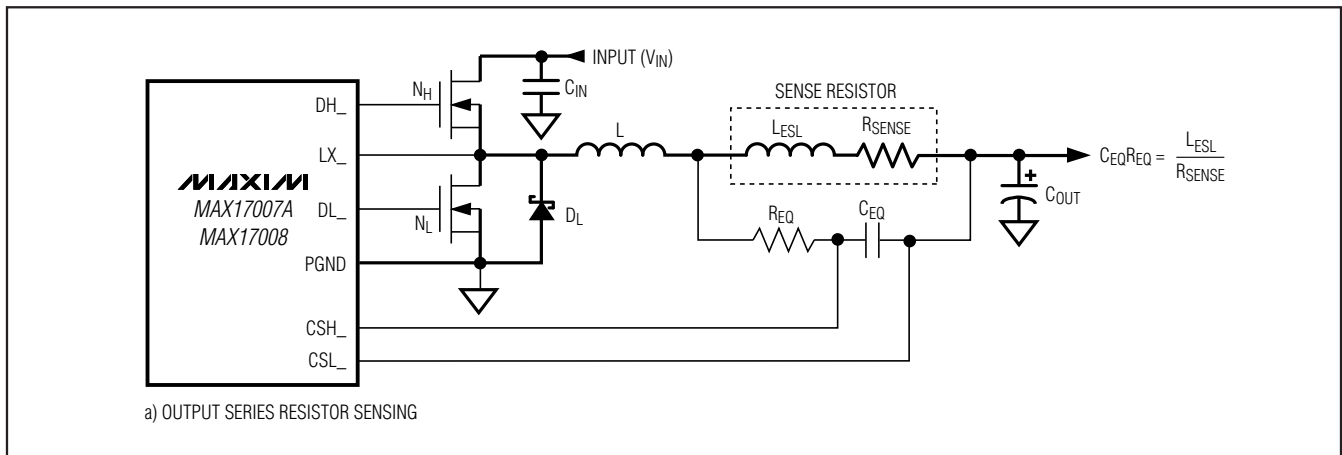 INPUT (VIN)
NH
CIN
DH_
SENSE RESISTOR
LESL
RSENSE
L
LX_
CEQREQ = LESL
RSENSE
MAXIM
MAX17007A
MAX17008
DL_
NL
DL
+
COUT
REQ
CEQ
PGND
CSH_
CSL_
a) OUTPUT SERIES RESISTOR SENSING